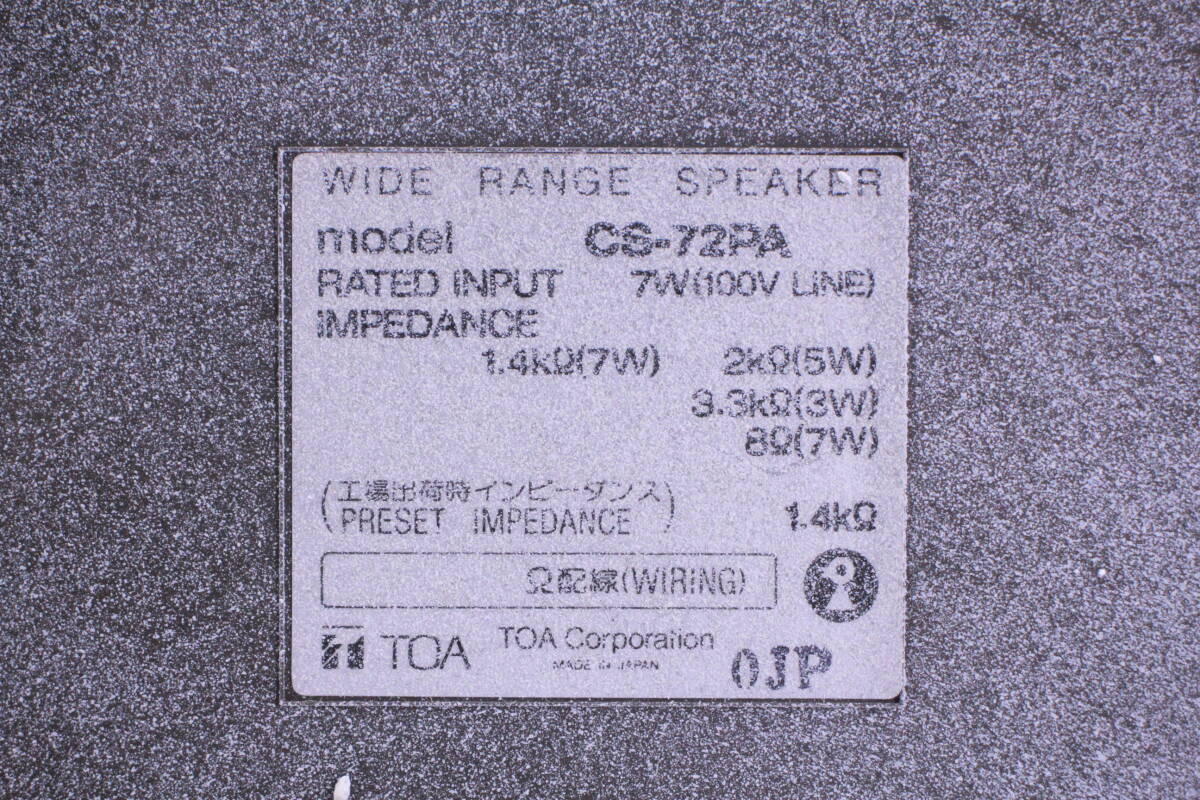 WIDE RANGE SPEAKER
model CS-72PA
RATED INPUT 7W(100V LINE)
IMPEDANCE
1.4kΩ(7W) 2kΩ(5W)
3.3kΩ(3W)
8Ω(7W)
(工場出荷時インピーダンス
PRESET IMPEDANCE) 1.4kΩ
Ω配線(WIRING)
TOA TOA Corporation
MADE IN JAPAN
0JP